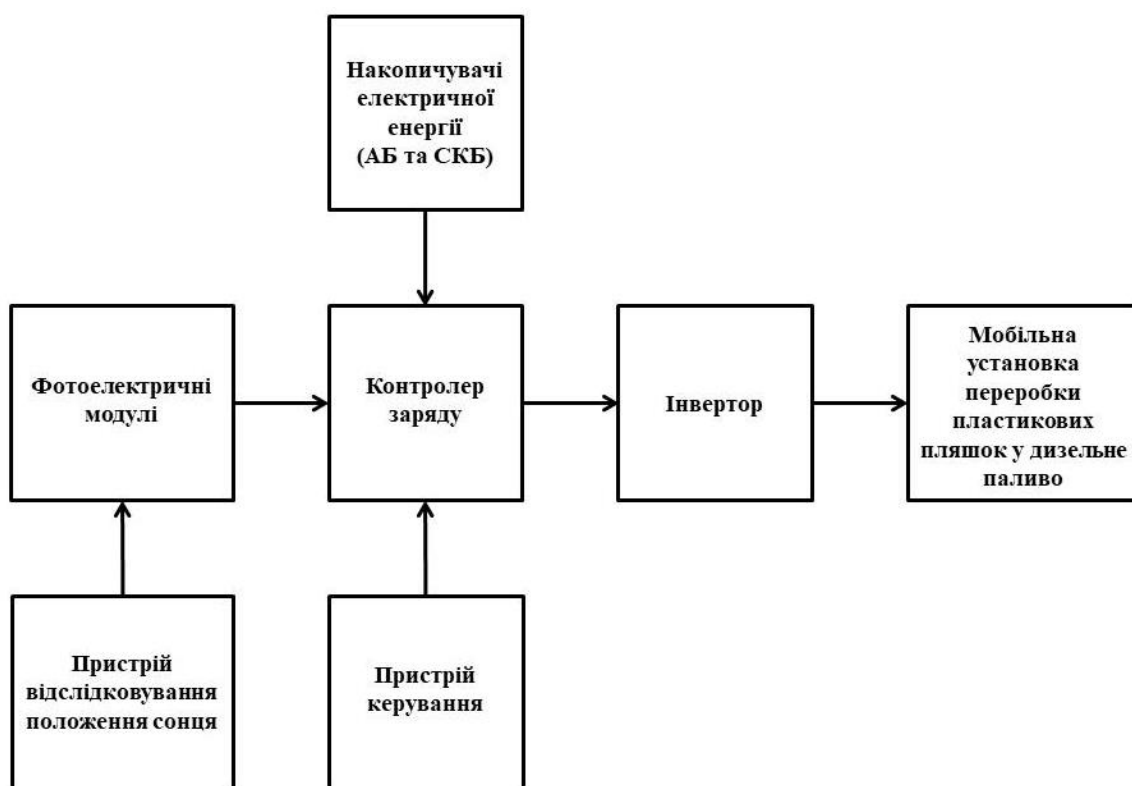 Накопичувачі
електричної
енергії
(АБ та СКБ)
Фотоелектричні
модулі
Контролер
заряду
Інвертор
Мобільна
установка
переробки
пластикових
пляшок у дизельне
паливо
Пристрій
відслідковування
положення сонця
Пристрій
керування